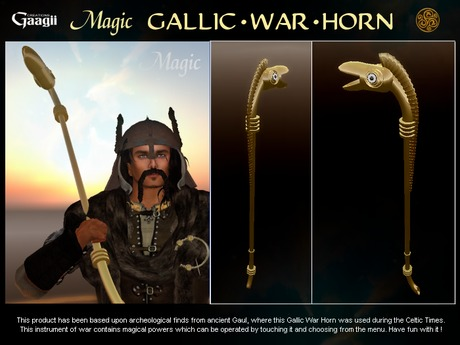 CREATIONS
Gaagii Magic GALLIC•WAR•HORN
Magic
This product has been based upon archeological finds from ancient Gaul, where this Gallic War Horn was used during the Celtic Times.
This instrument of war contains magical powers which can be operated by touching it and choosing from the menu. Have fun with it !